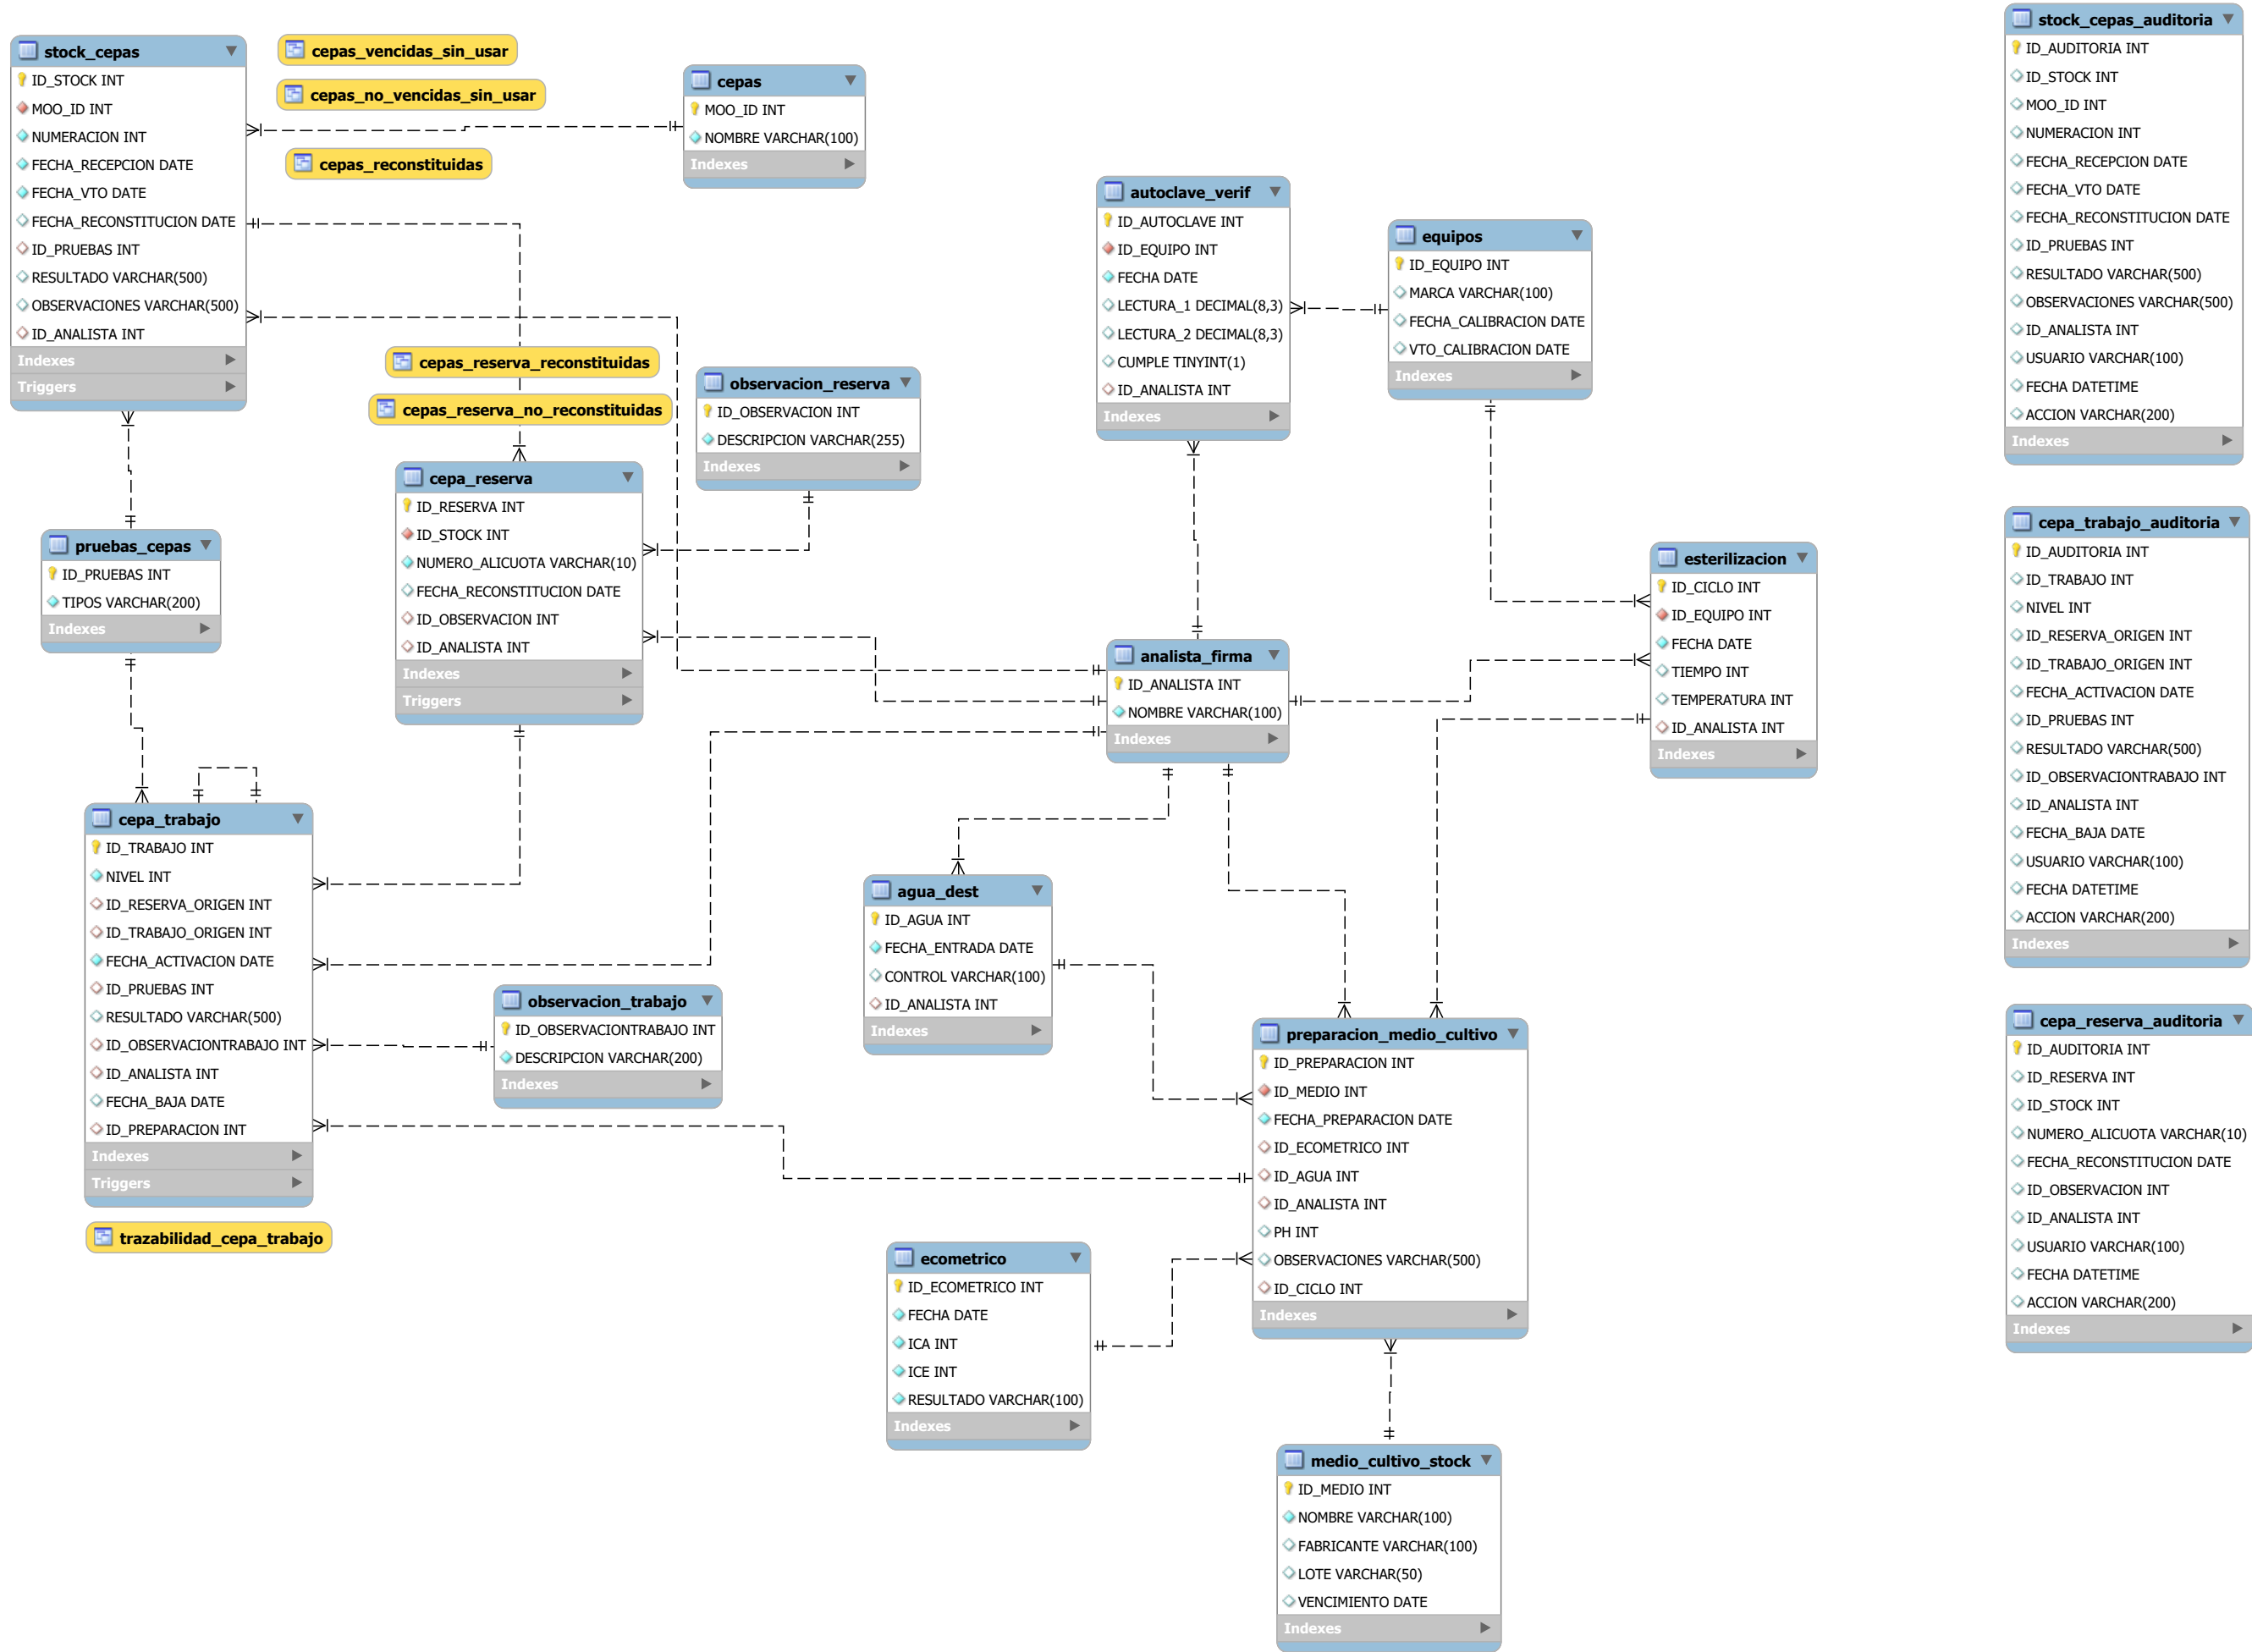 stock_cepas
ID_STOCK INT
MOO_ID INT
NUMERACION INT
FECHA_RECEPCION DATE
FECHA_VTO DATE
FECHA_RECONSTITUCION DATE
ID_PRUEBAS INT
RESULTADO VARCHAR(500)
OBSERVACIONES VARCHAR(500)
ID_ANALISTA INT
Indexes
Triggers
cepas_vencidas_sin_usar
cepas_no_vencidas_sin_usar
cepas_reconstituidas
cepas
MOO_ID INT
NOMBRE VARCHAR(100)
Indexes
cepas_reserva_reconstituidas
cepas_reserva_no_reconstituidas
observacion_reserva
ID_OBSERVACION INT
DESCRIPCION VARCHAR(255)
Indexes
cepa_reserva
ID_RESERVA INT
ID_STOCK INT
NUMERO_ALICUOTA VARCHAR(10)
FECHA_RECONSTITUCION DATE
ID_OBSERVACION INT
ID_ANALISTA INT
Indexes
Triggers
pruebas_cepas
ID_PRUEBAS INT
TIPOS VARCHAR(200)
Indexes
cepa_trabajo
ID_TRABAJO INT
NIVEL INT
ID_RESERVA_ORIGEN INT
ID_TRABAJO_ORIGEN INT
FECHA_ACTIVACION DATE
ID_PRUEBAS INT
RESULTADO VARCHAR(500)
ID_OBSERVACIONTRABAJO INT
ID_ANALISTA INT
FECHA_BAJA DATE
ID_PREPARACION INT
Indexes
Triggers
trazabilidad_cepa_trabajo
observacion_trabajo
ID_OBSERVACIONTRABAJO INT
DESCRIPCION VARCHAR(200)
Indexes
autoclave_verif
ID_AUTOCLAVE INT
ID_EQUIPO INT
FECHA DATE
LECTURA_1 DECIMAL(8,3)
LECTURA_2 DECIMAL(8,3)
CUMPLE TINYINT(1)
ID_ANALISTA INT
Indexes
equipos
ID_EQUIPO INT
MARCA VARCHAR(100)
FECHA_CALIBRACION DATE
VTO_CALIBRACION DATE
Indexes
esterilizacion
ID_CICLO INT
ID_EQUIPO INT
FECHA DATE
TIEMPO INT
TEMPERATURA INT
ID_ANALISTA INT
Indexes
analista_firma
ID_ANALISTA INT
NOMBRE VARCHAR(100)
Indexes
agua_dest
ID_AGUA INT
FECHA_ENTRADA DATE
CONTROL VARCHAR(100)
ID_ANALISTA INT
Indexes
preparacion_medio_cultivo
ID_PREPARACION INT
ID_MEDIO INT
FECHA_PREPARACION DATE
ID_ECOMETRICO INT
ID_AGUA INT
ID_ANALISTA INT
PH INT
OBSERVACIONES VARCHAR(500)
ID_CICLO INT
Indexes
ecometrico
ID_ECOMETRICO INT
FECHA DATE
ICA INT
ICE INT
RESULTADO VARCHAR(100)
Indexes
medio_cultivo_stock
ID_MEDIO INT
NOMBRE VARCHAR(100)
FABRICANTE VARCHAR(100)
LOTE VARCHAR(50)
VENCIMIENTO DATE
Indexes
stock_cepas_auditoria
ID_AUDITORIA INT
ID_STOCK INT
MOO_ID INT
NUMERACION INT
FECHA_RECEPCION DATE
FECHA_VTO DATE
FECHA_RECONSTITUCION DATE
ID_PRUEBAS INT
RESULTADO VARCHAR(500)
OBSERVACIONES VARCHAR(500)
ID_ANALISTA INT
USUARIO VARCHAR(100)
FECHA DATETIME
ACCION VARCHAR(200)
Indexes
cepa_trabajo_auditoria
ID_AUDITORIA INT
ID_TRABAJO INT
NIVEL INT
ID_RESERVA_ORIGEN INT
ID_TRABAJO_ORIGEN INT
FECHA_ACTIVACION DATE
ID_PRUEBAS INT
RESULTADO VARCHAR(500)
ID_OBSERVACIONTRABAJO INT
ID_ANALISTA INT
FECHA_BAJA DATE
USUARIO VARCHAR(100)
FECHA DATETIME
ACCION VARCHAR(200)
Indexes
cepa_reserva_auditoria
ID_AUDITORIA INT
ID_RESERVA INT
ID_STOCK INT
NUMERO_ALICUOTA VARCHAR(10)
FECHA_RECONSTITUCION DATE
ID_OBSERVACION INT
ID_ANALISTA INT
USUARIO VARCHAR(100)
FECHA DATETIME
ACCION VARCHAR(200)
Indexes